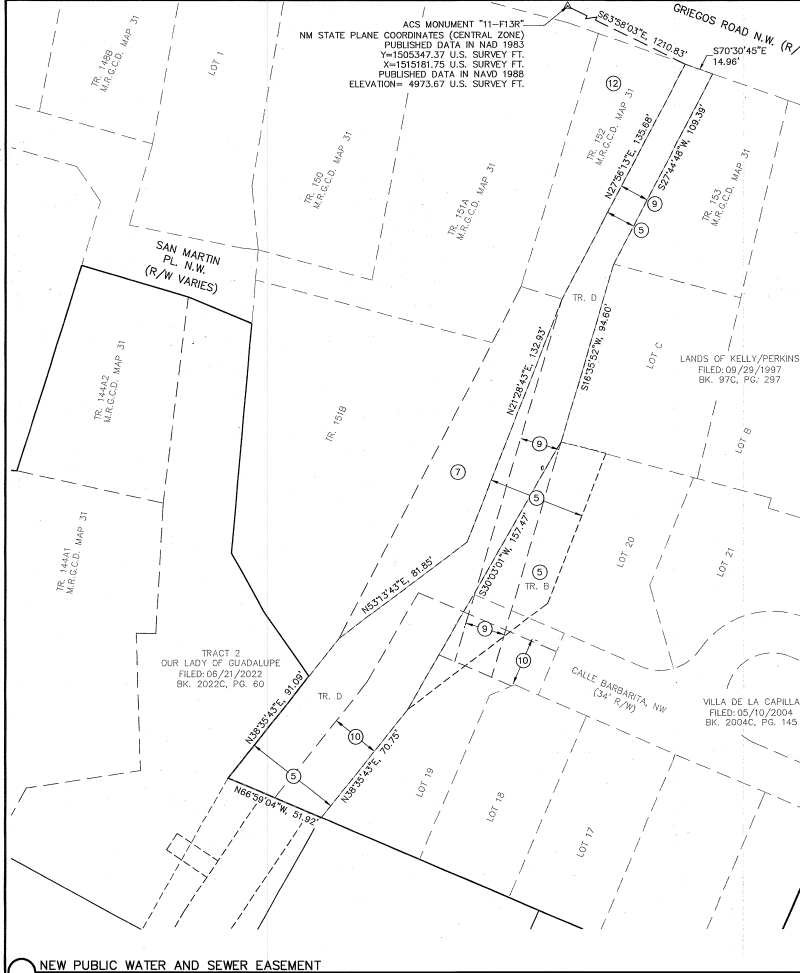 ACS MONUMENT "11-F13R"
NM STATE PLANE COORDINATES (CENTRAL ZONE)
PUBLISHED DATA IN NAD 1983
Y=1505347.37 U.S. SURVEY FT.
X=1515181.75 U.S. SURVEY FT.
PUBLISHED DATA IN NAVD 1988
ELEVATION= 4973.67 U.S. SURVEY FT.
S63°58'03"E, 1210.83'
GRIEGOS ROAD N.W. (R/
S70°30'45"E
14.96'
TR. 148B
M.R.G.C.D. MAP 31
LOT 1
12
TR. 152
M.R.G.C.D. MAP 31
N27°56'13"E, 135.68'
S27°44'48"W, 109.39'
TR. 150
M.R.G.C.D. MAP 31
TR. 151A
M.R.G.C.D. MAP 31
TR. 153
M.R.G.C.D. MAP 31
9
5
SAN MARTIN
PL. N.W.
(R/W VARIES)
TR. D
N21°28'43"E, 132.93'
S16°35'52"W, 94.60'
LOT C
LANDS OF KELLY/PERKINS
FILED: 09/29/1997
BK. 97C, PG. 297
TR. 144A2
M.R.G.C.D. MAP 31
TR. 151B
LOT B
9
7
5
S30°03'01"W, 157.47'
TR. 144A1
M.R.G.C.D. MAP 31
LOT 20
LOT 21
5
TR. B
N53°13'43"E, 81.85'
9
10
TRACT 2
OUR LADY OF GUADALUPE
FILED: 06/21/2022
BK. 2022C, PG. 60
CALLE BARBARITA, NW
(34' R/W)
VILLA DE LA CAPILLA
FILED: 05/10/2004
BK. 2004C, PG. 145
N38°35'43"E, 91.09'
TR. D
10
N38°35'43"E, 70.75'
5
N66°59'04"W, 51.92'
LOT 19
LOT 18
LOT 17
NEW PUBLIC WATER AND SEWER EASEMENT